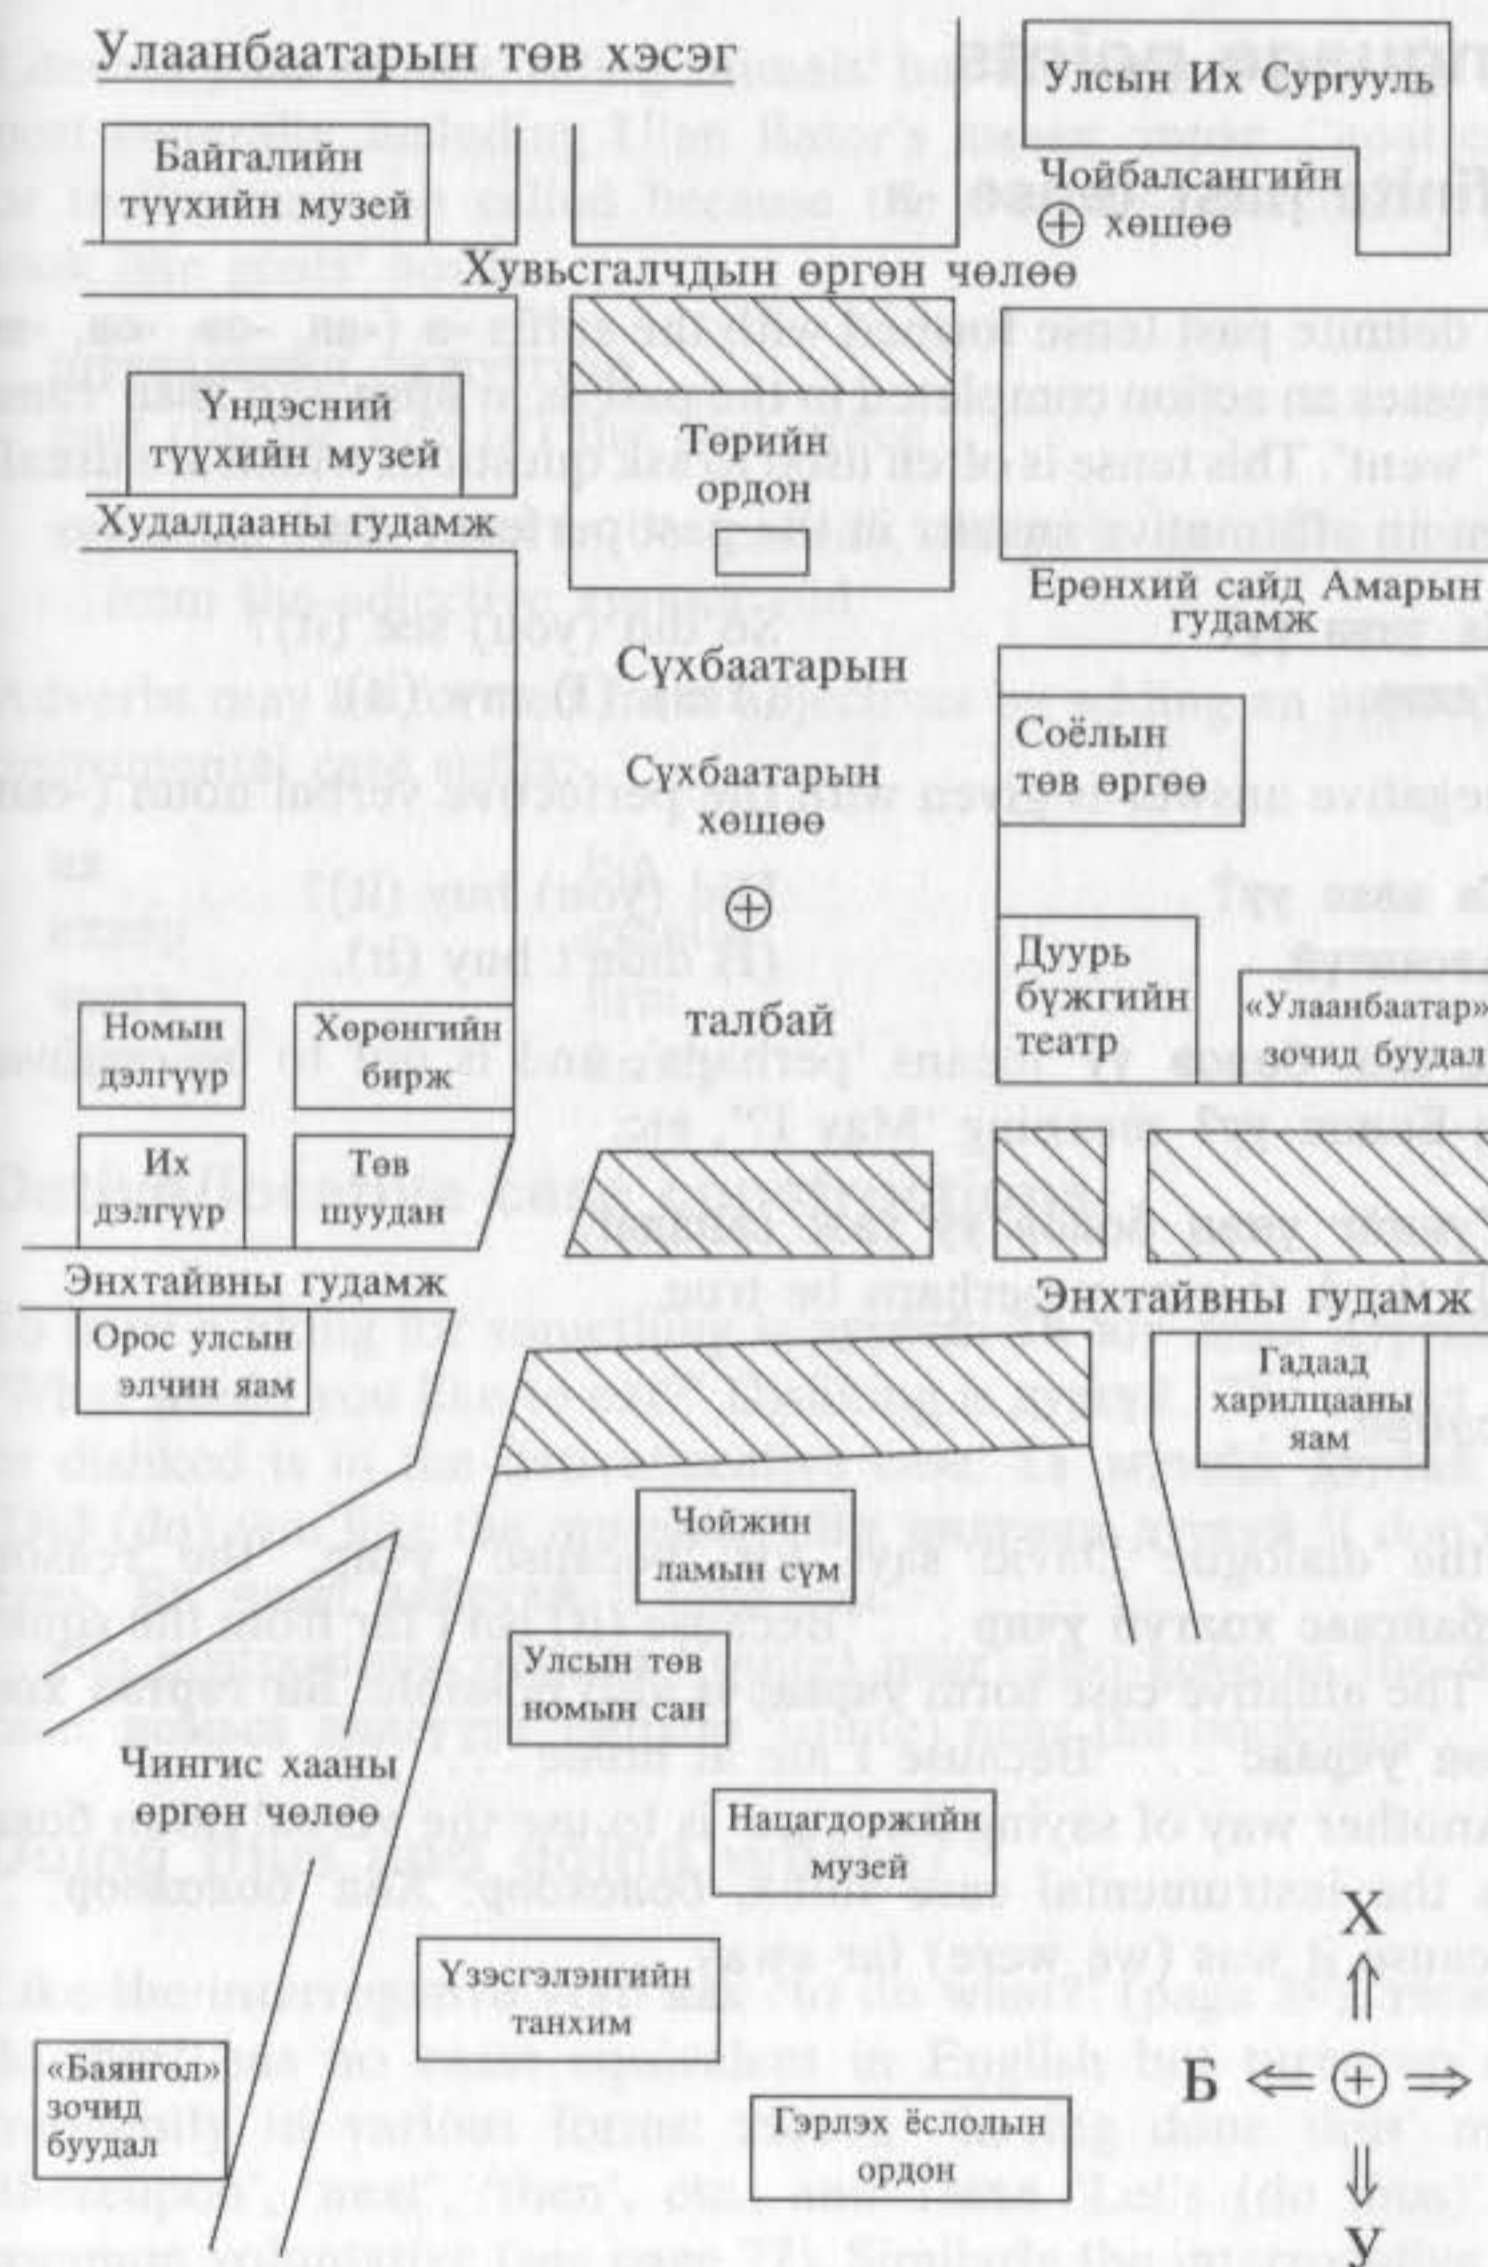 Улаанбаатарын төв хэсэг
Улсын Их Сургууль
Байгалийн
түүхийн музей
Чойбалсангийн
хөшөө
Хувьсгалчдын өргөн чөлөө
Үндэсний
түүхийн музей
Төрийн
ордон
Худалдааны гудамж
Ерөнхий сайд Амарын
гудамж
Сүхбаатарын
Соёлын
төв өргөө
Сүхбаатарын
хөшөө
Дуурь
бүжгийн
театр
талбай
«Улаанбаатар»
зочид буудал
Номын
дэлгүүр
Хөрөнгийн
бирж
Их
дэлгүүр
Төв
шуудан
Энхтайвны гудамж
Энхтайвны гудамж
Орос улсын
элчин яам
Гадаад
харилцааны
яам
Чойжин
ламын сүм
Улсын төв
номын сан
Чингис хааны
өргөн чөлөө
Нацагдоржийн
музей
Үзэсгэлэнгийн
танхим
«Баянгол»
зочид
буудал
Гэрлэх ёслолын
ордон
Х
Б
У